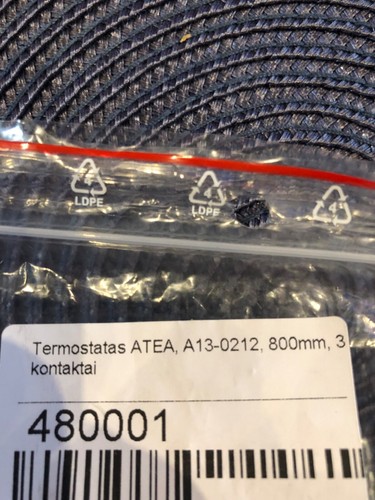 4 4 4
LDPE LDPE
Termostatas ATEA, A13-0212, 800mm, 3
kontaktai
480001